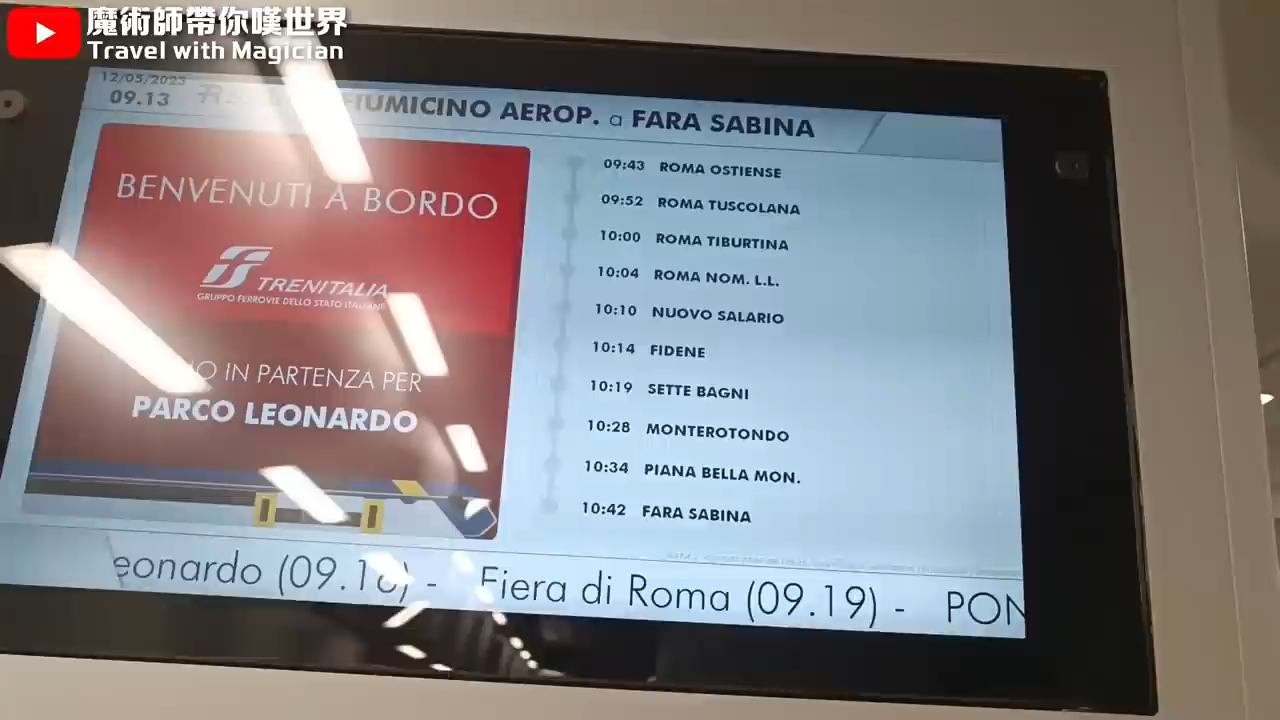 魔術師帶你嘆世界
Travel with Magician
12/05/2023
09.13
FIUMICINO AEROP. a FARA SABINA
BENVENUTI A BORDO
TRENITALIA
GRUPPO FERROVIE DELLO STATO ITALIANE
IN PARTENZA PER
PARCO LEONARDO
09:43 ROMA OSTIENSE
09:52 ROMA TUSCOLANA
10:00 ROMA TIBURTINA
10:04 ROMA NOM. L.L.
10:10 NUOVO SALARIO
10:14 FIDENE
10:19 SETTE BAGNI
10:28 MONTEROTONDO
10:34 PIANA BELLA MON.
10:42 FARA SABINA
eonardo (09.16) - Fiera di Roma (09.19) - PON